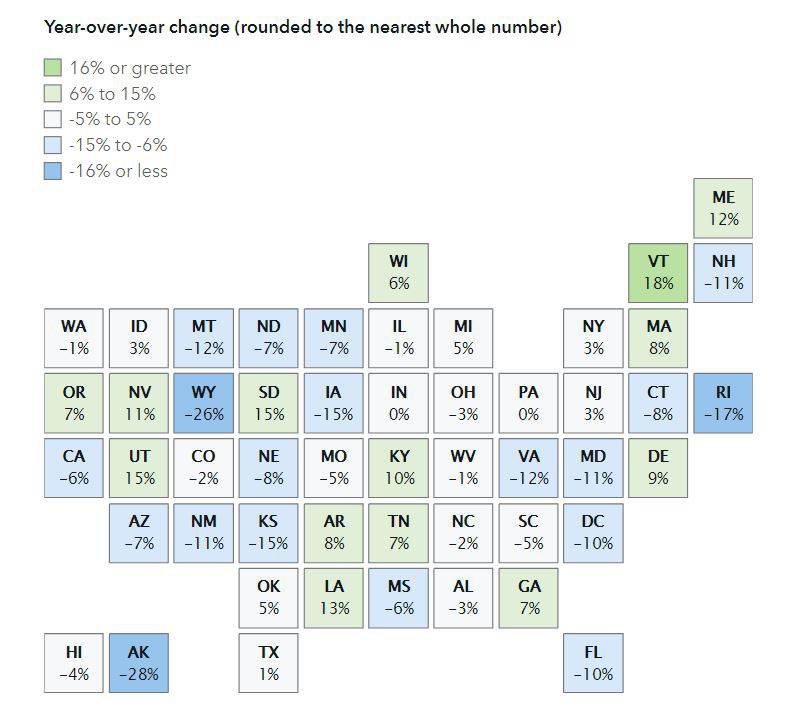 Year-over-year change (rounded to the nearest whole number)
16% or greater
6% to 15%
-5% to 5%
-15% to -6%
-16% or less
ME
12%
WI VT NH
6% 18% −11%
WA ID MT ND MN IL MI NY MA
−1% 3% −12% −7% −7% −1% 5% 3% 8%
OR NV WY SD IA IN OH PA NJ CT RI
7% 11% −26% 15% −15% 0% −3% 0% 3% −8% −17%
CA UT CO NE MO KY WV VA MD DE
−6% 15% −2% −8% −5% 10% −1% −12% −11% 9%
AZ NM KS AR TN NC SC DC
−7% −11% −15% 8% 7% −2% −5% −10%
OK LA MS AL GA
5% 13% −6% −3% 7%
HI AK TX FL
−4% −28% 1% −10%